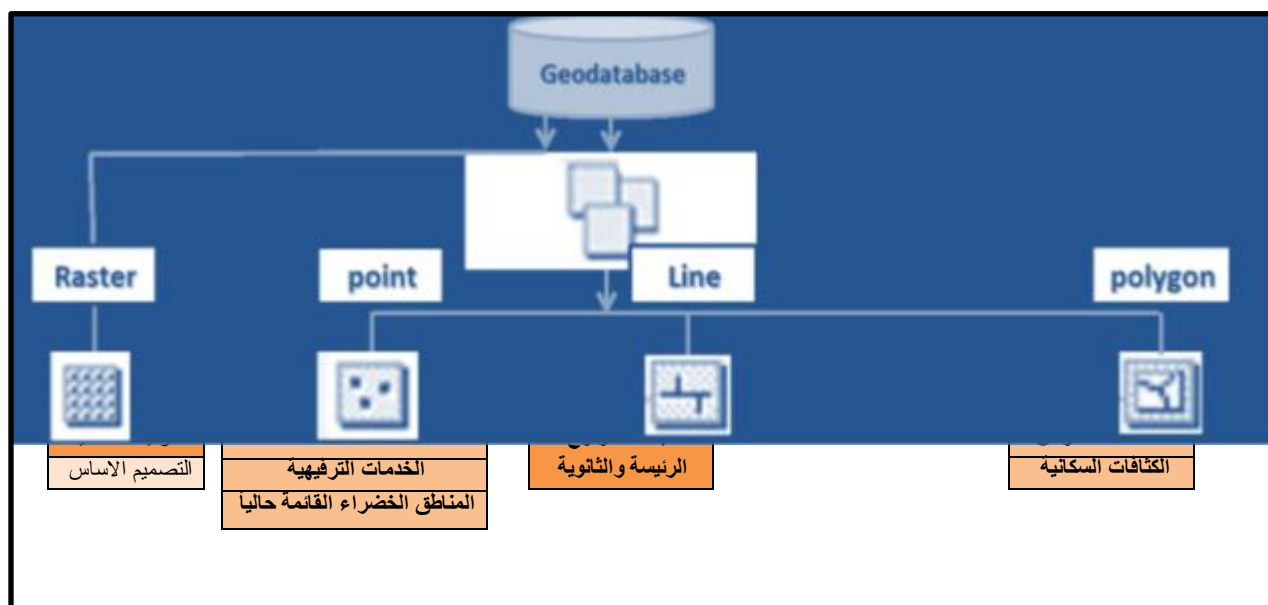 Geodatabase
Raster
point
Line
polygon
التصميم الاساس
الخدمات الترفيهية
المناطق الخضراء القائمة حالياً
الرئيسة والثانوية
الكثافات السكانية